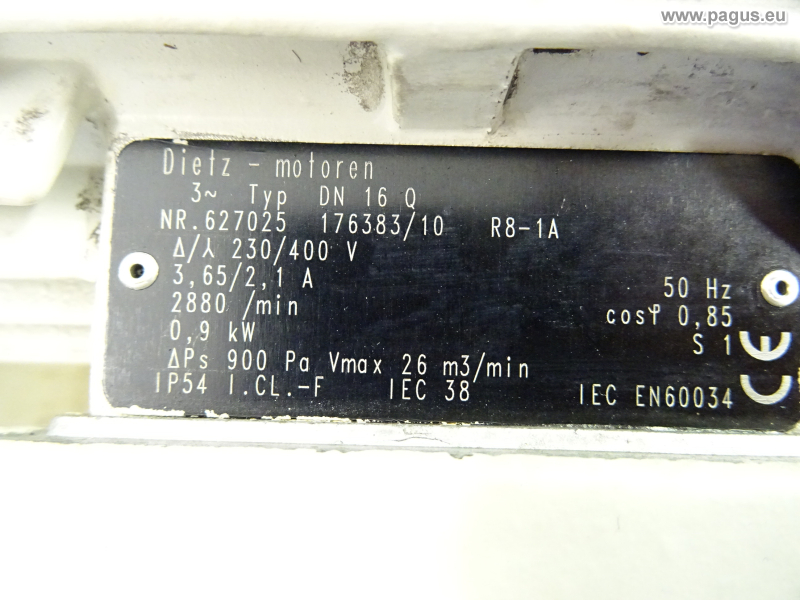 www.pagus.eu
Dietz - motoren
3~ Typ DN 16 Q
NR.627025 176383/10 R8-1A
Δ/⅄ 230/400 V
3,65/2,1 A 50 Hz
2880 /min cosφ 0,85
0,9 kW S 1
ΔPs 900 Pa Vmax 26 m3/min
IP54 I.CL.-F IEC 38 IEC EN60034
CE